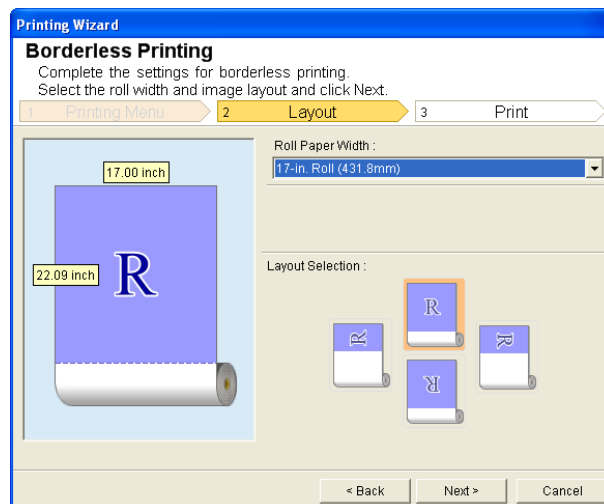 Printing Wizard
Borderless Printing
Complete the settings for borderless printing.
Select the roll width and image layout and click Next.
1 Printing Menu 2 Layout 3 Print
Roll Paper Width :
17-in. Roll (431.8mm)
17.00 inch
22.09 inch
R
Layout Selection :
R
R
R
R
< Back Next > Cancel